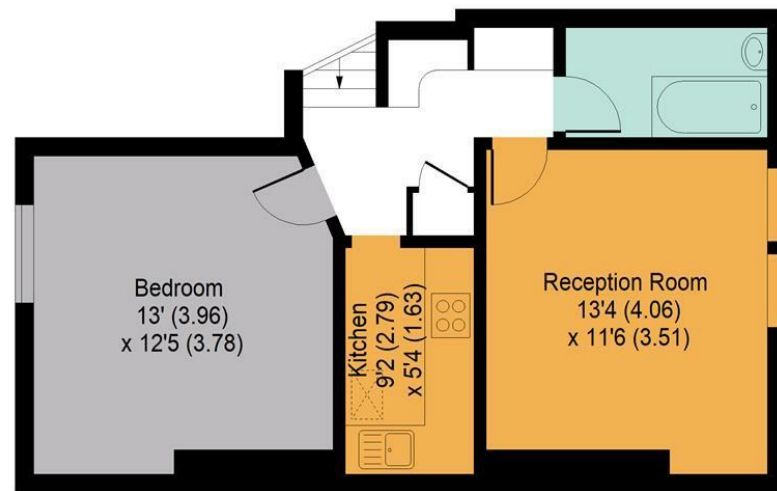 Bedroom
13' (3.96)
x 12'5 (3.78)
Kitchen
9'2 (2.79)
x 5'4 (1.63)
Reception Room
13'4 (4.06)
x 11'6 (3.51)